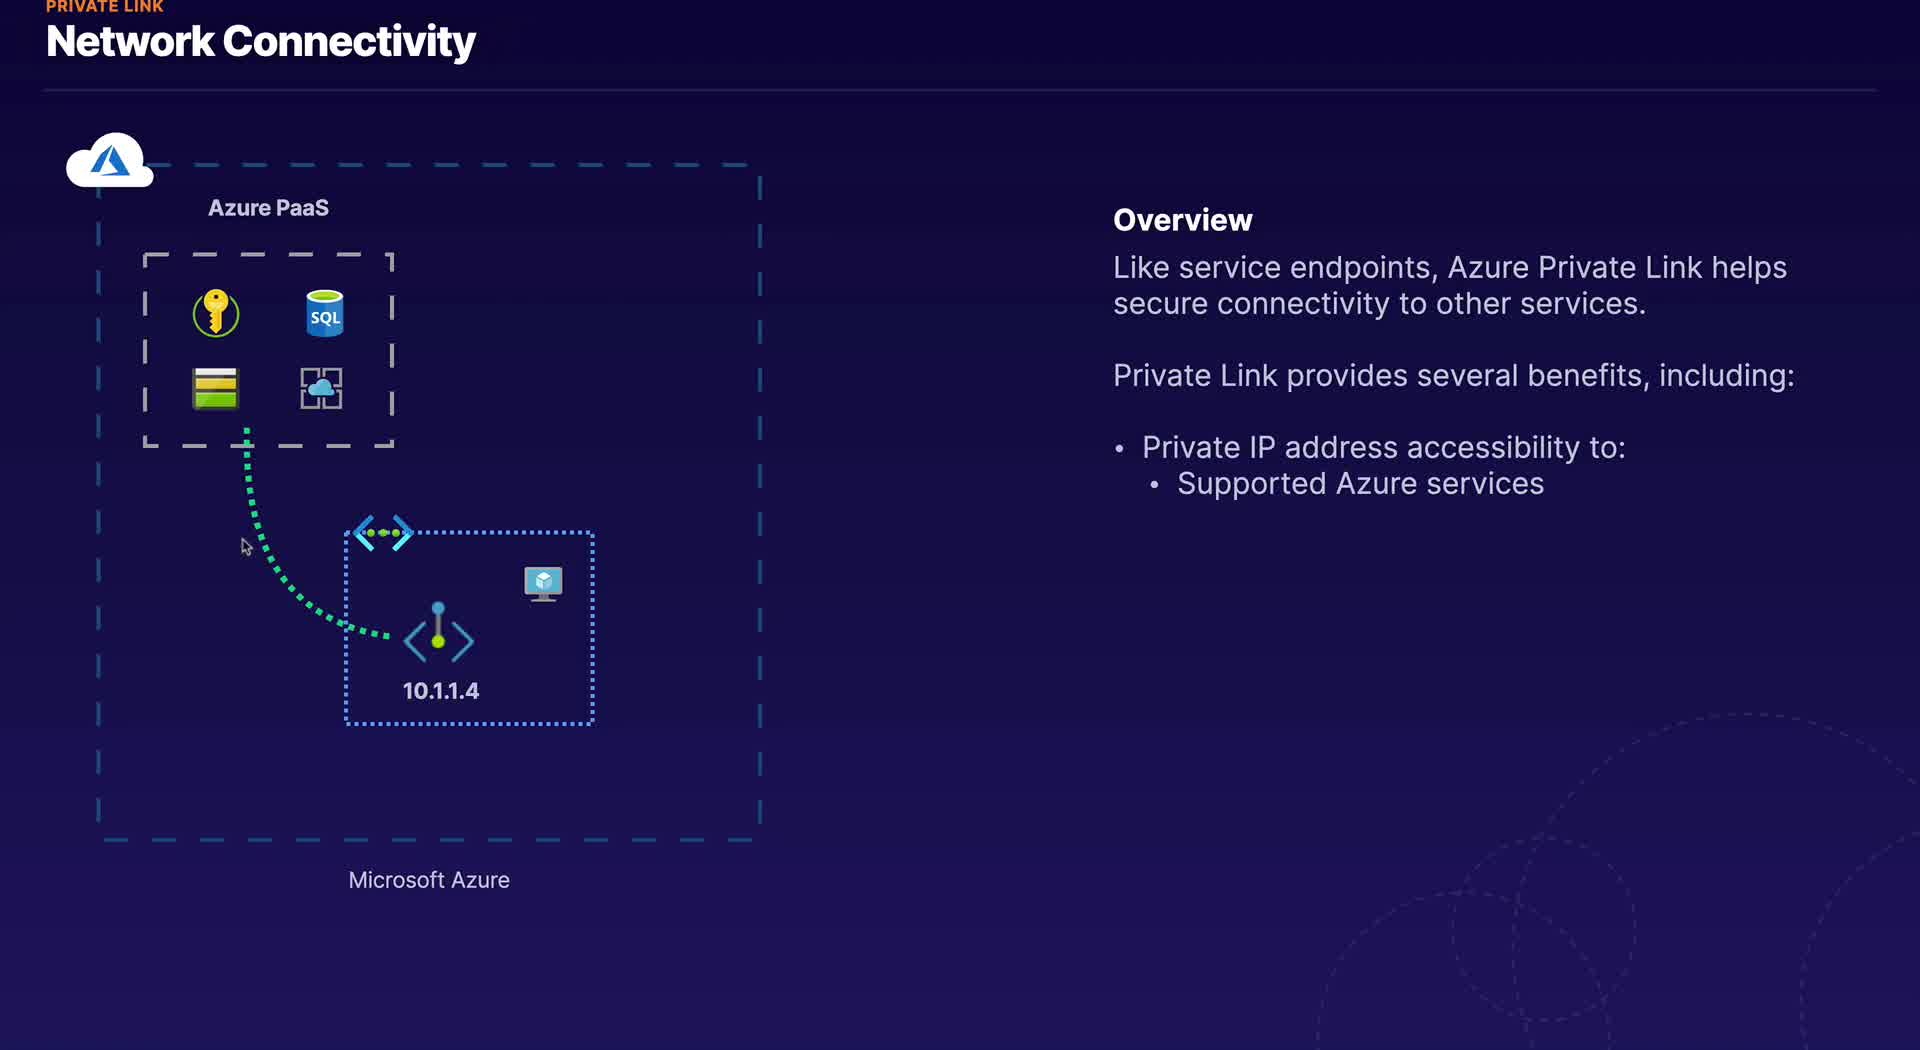 PRIVATE LINK
Network Connectivity
Azure PaaS
SQL
10.1.1.4
Microsoft Azure
Overview
Like service endpoints, Azure Private Link helps
secure connectivity to other services.
Private Link provides several benefits, including:
• Private IP address accessibility to:
• Supported Azure services